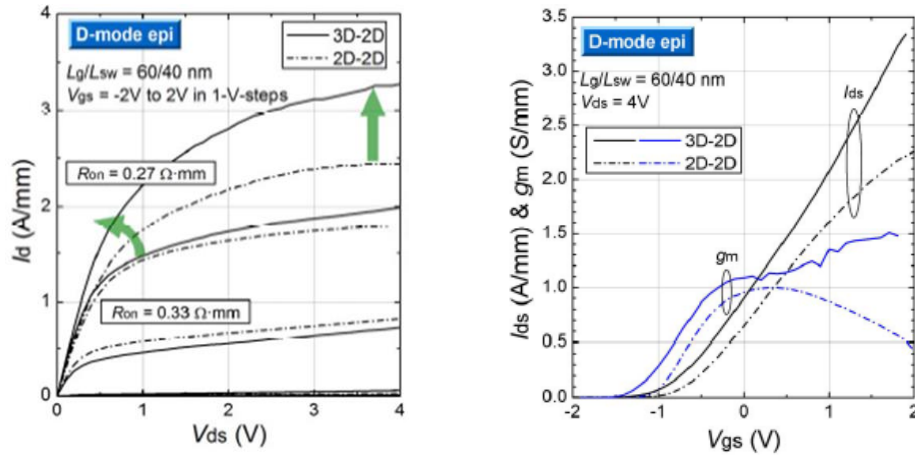 D-mode epi
3D-2D
2D-2D
Lg/Lsw = 60/40 nm
Vgs = -2V to 2V in 1-V-steps
Ron = 0.27 Ω·mm
Ron = 0.33 Ω·mm
Id (A/mm)
4
3
2
1
0
0 1 2 3 4
Vds (V)
D-mode epi
Lg/Lsw = 60/40 nm
Vds = 4V
Ids
3D-2D
2D-2D
gm
Ids (A/mm) & gm (S/mm)
3.5
3.0
2.5
2.0
1.5
1.0
0.5
0.0
-2 -1 0 1 2
Vgs (V)